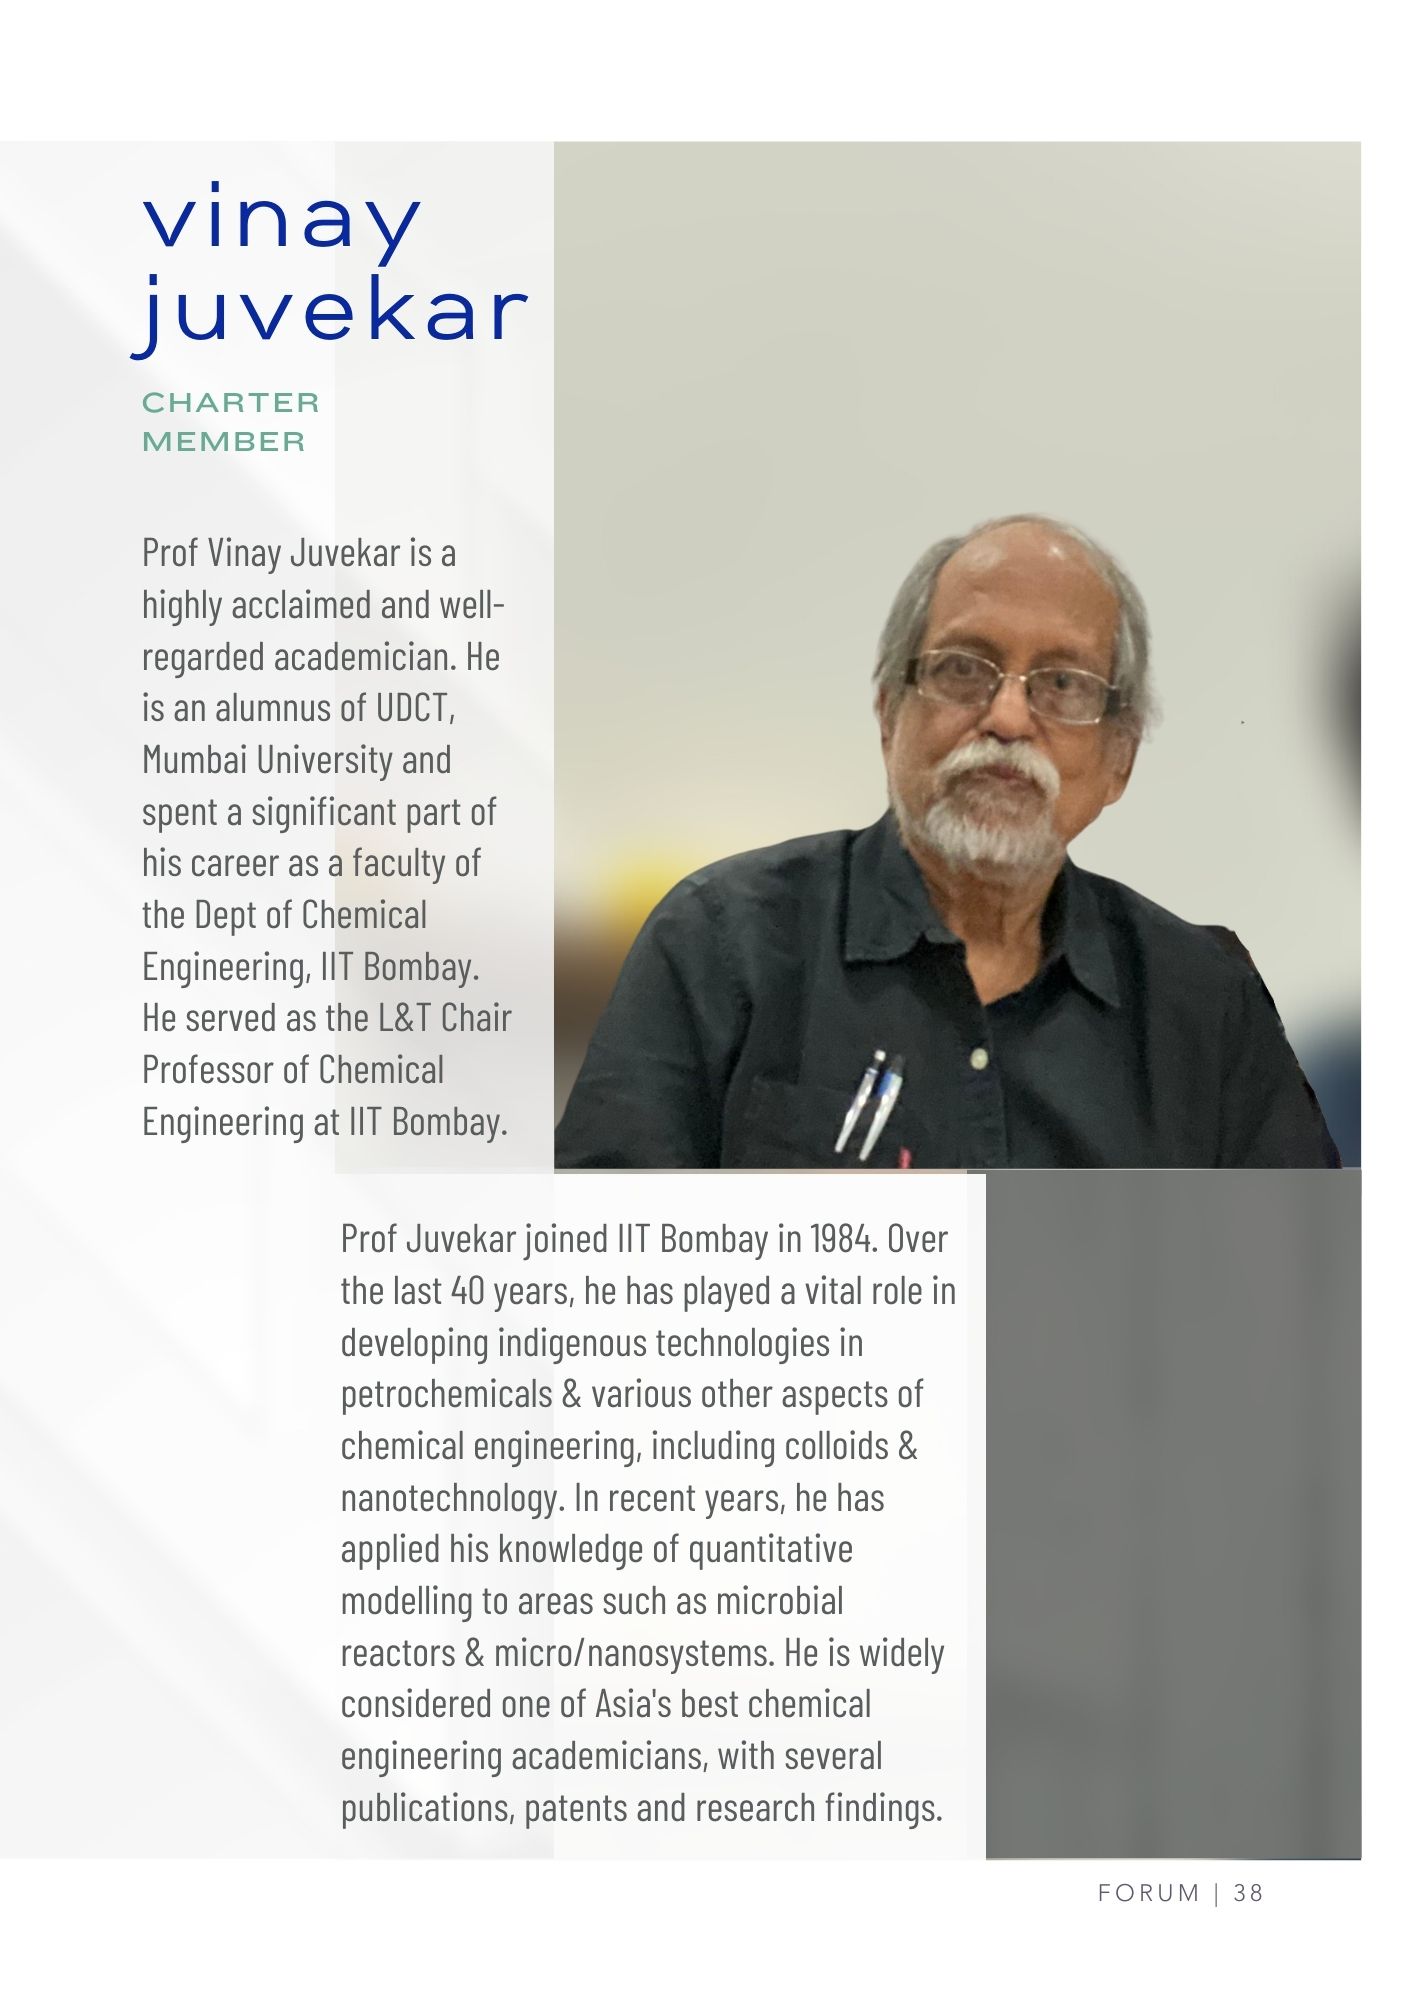 vinay
juvekar
CHARTER
MEMBER
Prof Vinay Juvekar is a
highly acclaimed and well-
regarded academician. He
is an alumnus of UDCT,
Mumbai University and
spent a significant part of
his career as a faculty of
the Dept of Chemical
Engineering, IIT Bombay.
He served as the L&T Chair
Professor of Chemical
Engineering at IIT Bombay.
Prof Juvekar joined IIT Bombay in 1984. Over
the last 40 years, he has played a vital role in
developing indigenous technologies in
petrochemicals & various other aspects of
chemical engineering, including colloids &
nanotechnology. In recent years, he has
applied his knowledge of quantitative
modelling to areas such as microbial
reactors & micro/nanosystems. He is widely
considered one of Asia's best chemical
engineering academicians, with several
publications, patents and research findings.
FORUM | 38